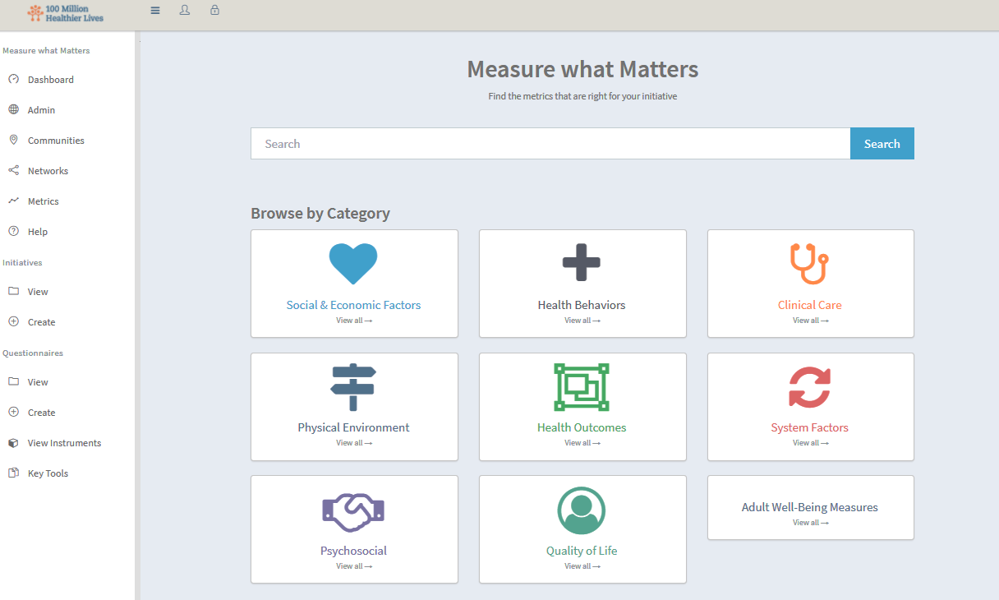 100 Million
Healthier Lives
Measure what Matters
Dashboard
Admin
Communities
Networks
Metrics
Help
Initiatives
View
Create
Questionnaires
View
Create
View Instruments
Key Tools
Measure what Matters
Find the metrics that are right for your initiative
Search
Search
Browse by Category
Social & Economic Factors
View all →
Health Behaviors
View all →
Clinical Care
View all →
Physical Environment
View all →
Health Outcomes
View all →
System Factors
View all →
Psychosocial
View all →
Quality of Life
View all →
Adult Well-Being Measures
View all →